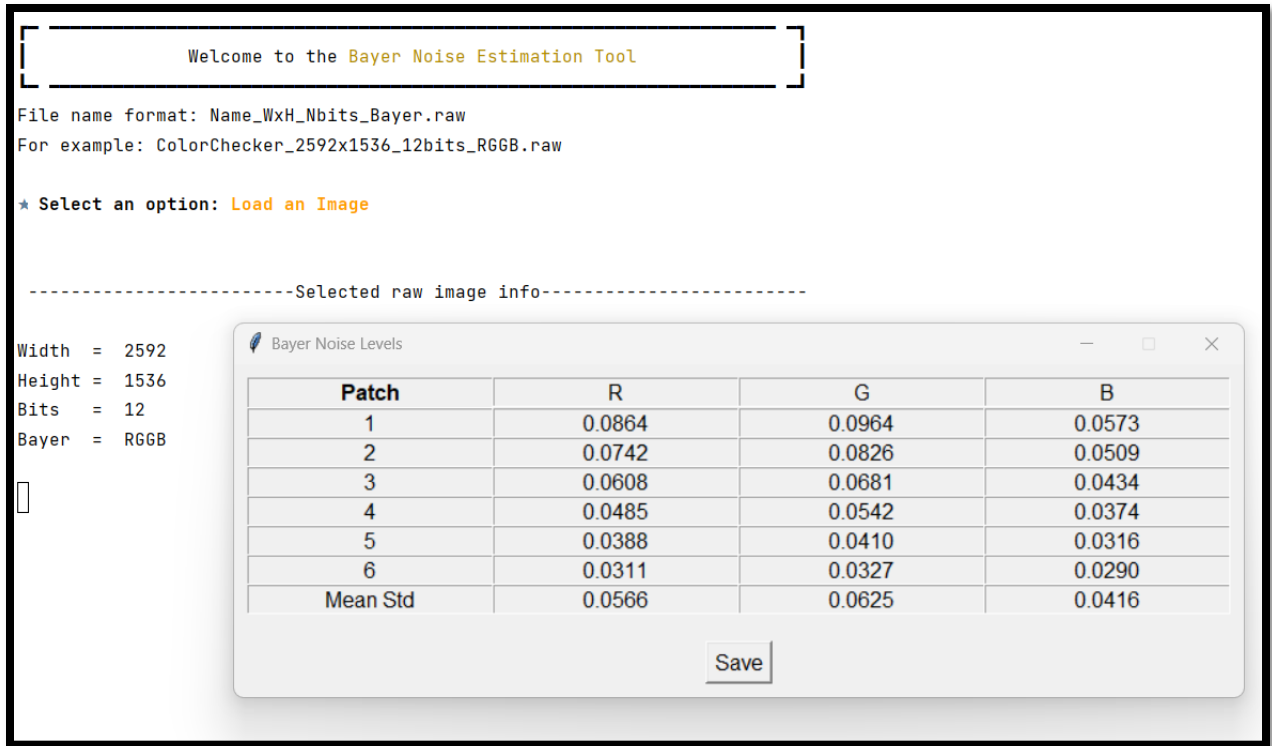 Welcome to the Bayer Noise Estimation Tool
File name format: Name_WxH_Nbits_Bayer.raw
For example: ColorChecker_2592x1536_12bits_RGGB.raw
★ Select an option: Load an Image
-------------------------Selected raw image info-------------------------
Width = 2592
Height = 1536
Bits = 12
Bayer = RGGB
Bayer Noise Levels
Patch R G B
1 0.0864 0.0964 0.0573
2 0.0742 0.0826 0.0509
3 0.0608 0.0681 0.0434
4 0.0485 0.0542 0.0374
5 0.0388 0.0410 0.0316
6 0.0311 0.0327 0.0290
Mean Std 0.0566 0.0625 0.0416
Save